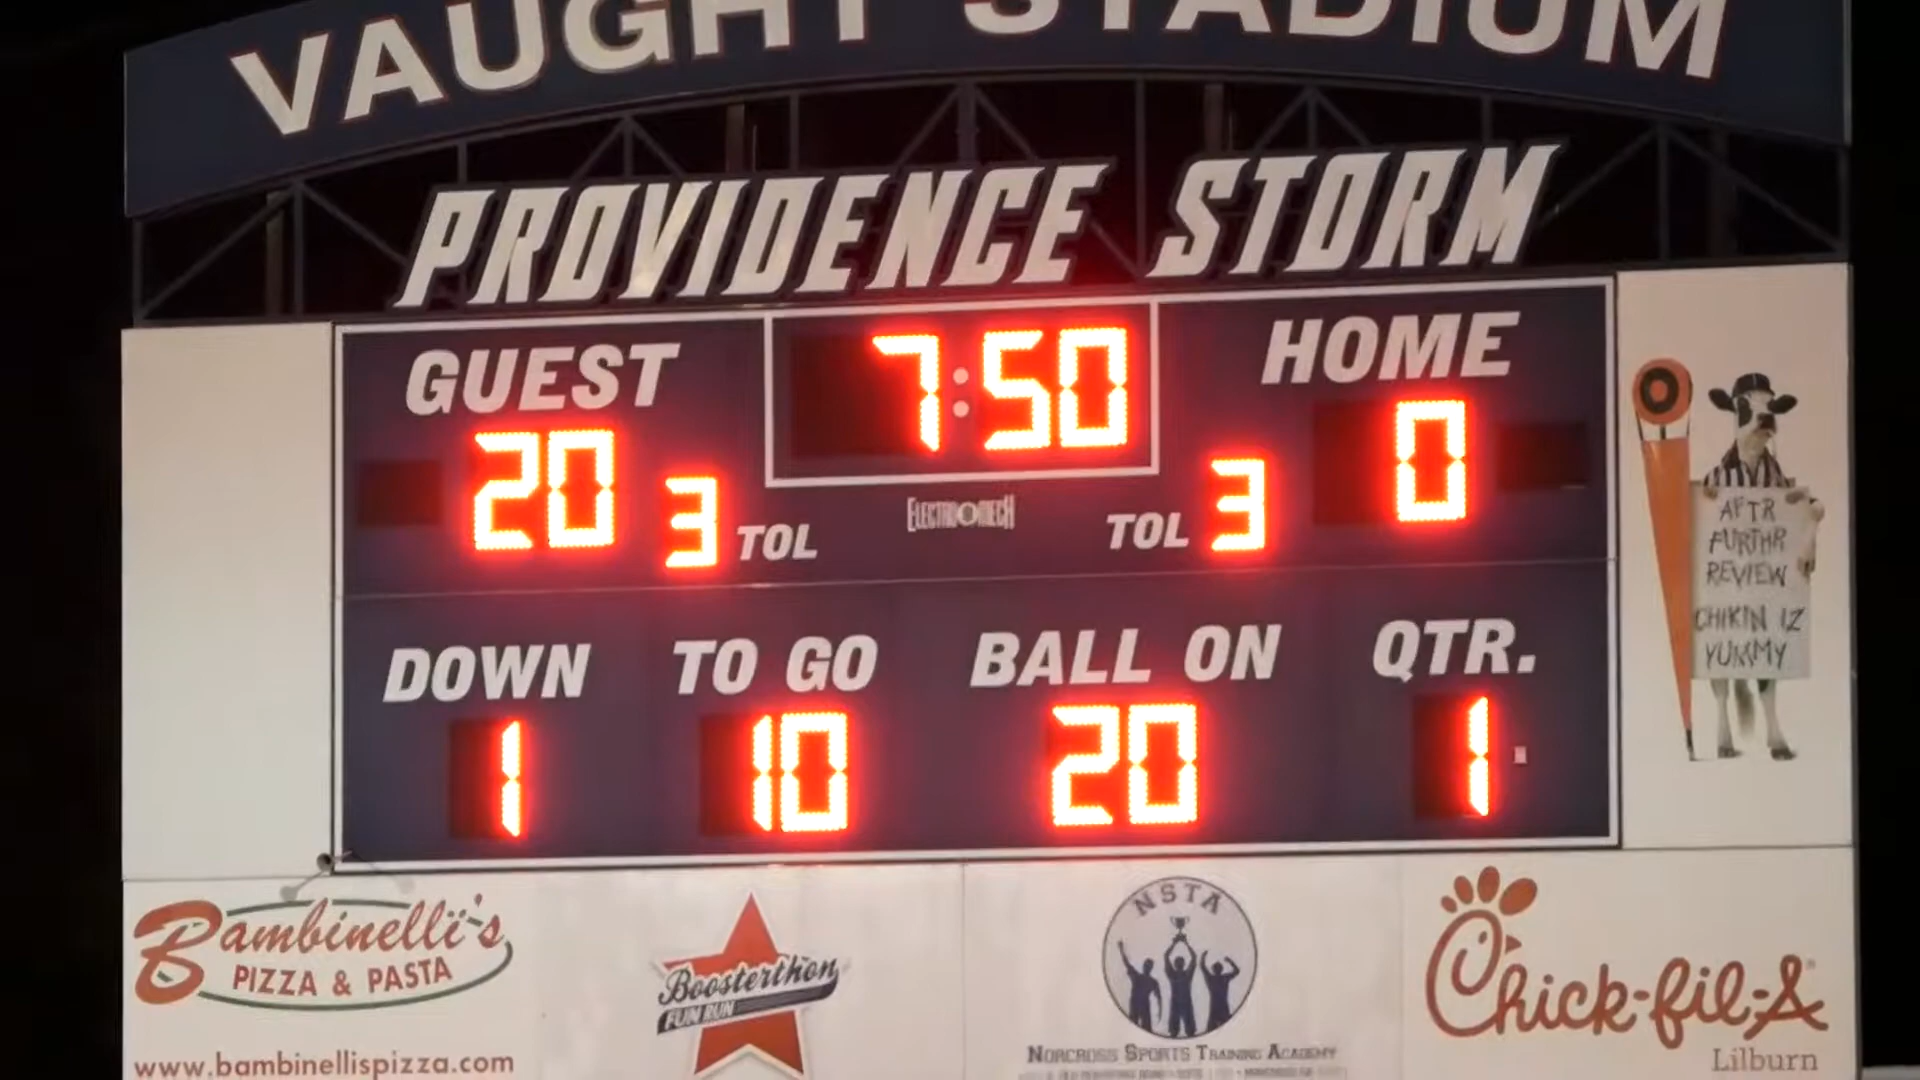 VAUGHT STADIUM
PROVIDENCE STORM
GUEST
7:50
HOME
20
3 TOL
ELECTRO-MECH
TOL 3
0
DOWN
TO GO
BALL ON
QTR.
1
10
20
1
AFTR
FURTHR
REVIEW
CHIKIN IZ
YUMMY
Bambinelli's
PIZZA & PASTA
www.bambinellispizza.com
Boosterthon
FUN RUN
NSTA
NORCROSS SPORTS TRAINING ACADEMY
Chick-fil-A
Lilburn